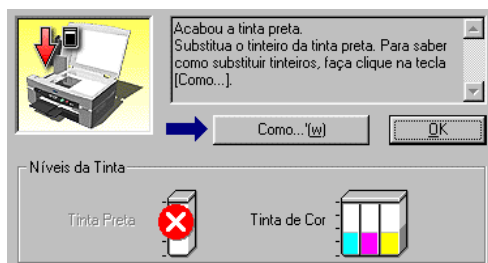 Acabou a tinta preta.
Substitua o tinteiro da tinta preta. Para saber
como substituir tinteiros, faça clique na tecla
[Como...].
Como...'(w)
OK
Níveis da Tinta
Tinta Preta
Tinta de Cor